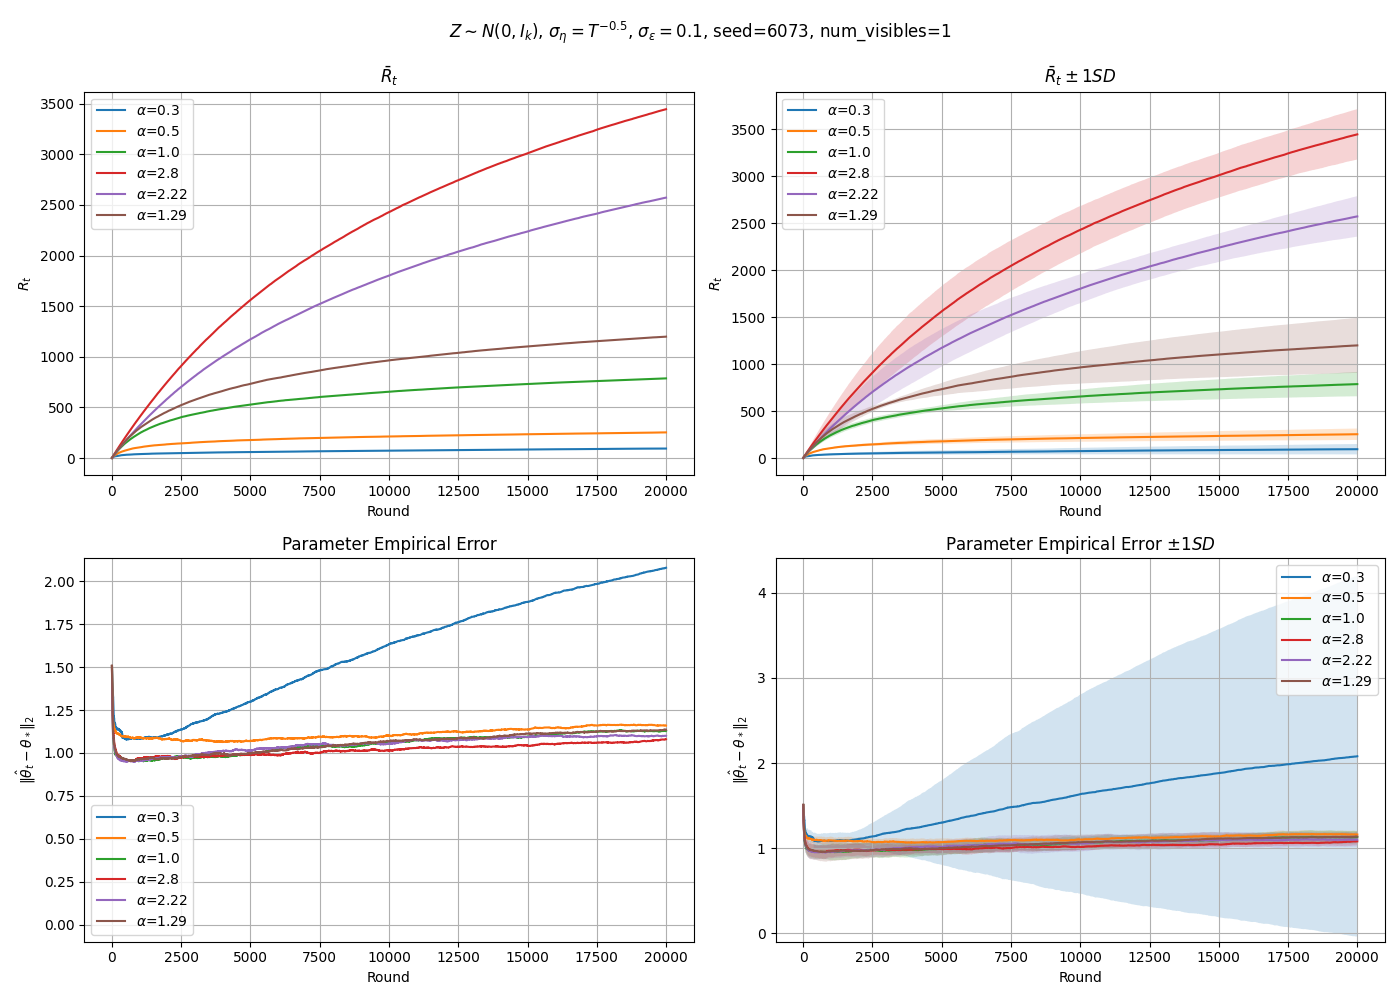 Z ∼ N(0, I_k), σ_η = T^{−0.5}, σ_ε = 0.1, seed=6073, num_visibles=1
R̄_t
R_t
3500
3000
2500
2000
1500
1000
500
0
α=0.3
α=0.5
α=1.0
α=2.8
α=2.22
α=1.29
0 2500 5000 7500 10000 12500 15000 17500 20000
Round
R̄_t ± 1SD
R_t
3500
3000
2500
2000
1500
1000
500
0
α=0.3
α=0.5
α=1.0
α=2.8
α=2.22
α=1.29
0 2500 5000 7500 10000 12500 15000 17500 20000
Round
Parameter Empirical Error
‖θ̂_t − θ_*‖_2
2.00
1.75
1.50
1.25
1.00
0.75
0.50
0.25
0.00
α=0.3
α=0.5
α=1.0
α=2.8
α=2.22
α=1.29
0 2500 5000 7500 10000 12500 15000 17500 20000
Round
Parameter Empirical Error ±1SD
‖θ̂_t − θ_*‖_2
4
3
2
1
0
α=0.3
α=0.5
α=1.0
α=2.8
α=2.22
α=1.29
0 2500 5000 7500 10000 12500 15000 17500 20000
Round